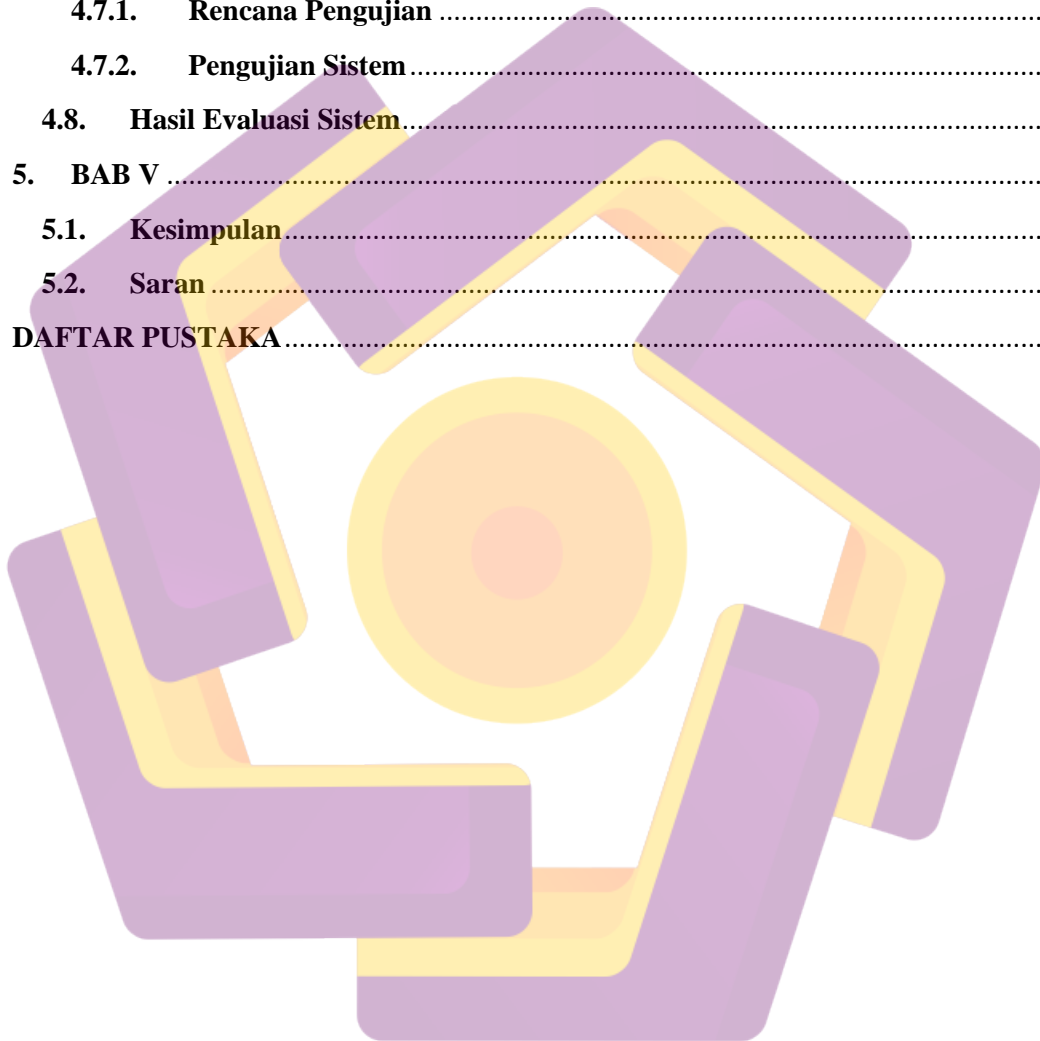 4.7.1. Rencana Pengujian ........................................................................
4.7.2. Pengujian Sistem ............................................................................
4.8. Hasil Evaluasi Sistem ............................................................................
5. BAB V ............................................................................................................
5.1. Kesimpulan ............................................................................................
5.2. Saran ......................................................................................................
DAFTAR PUSTAKA ............................................................................................